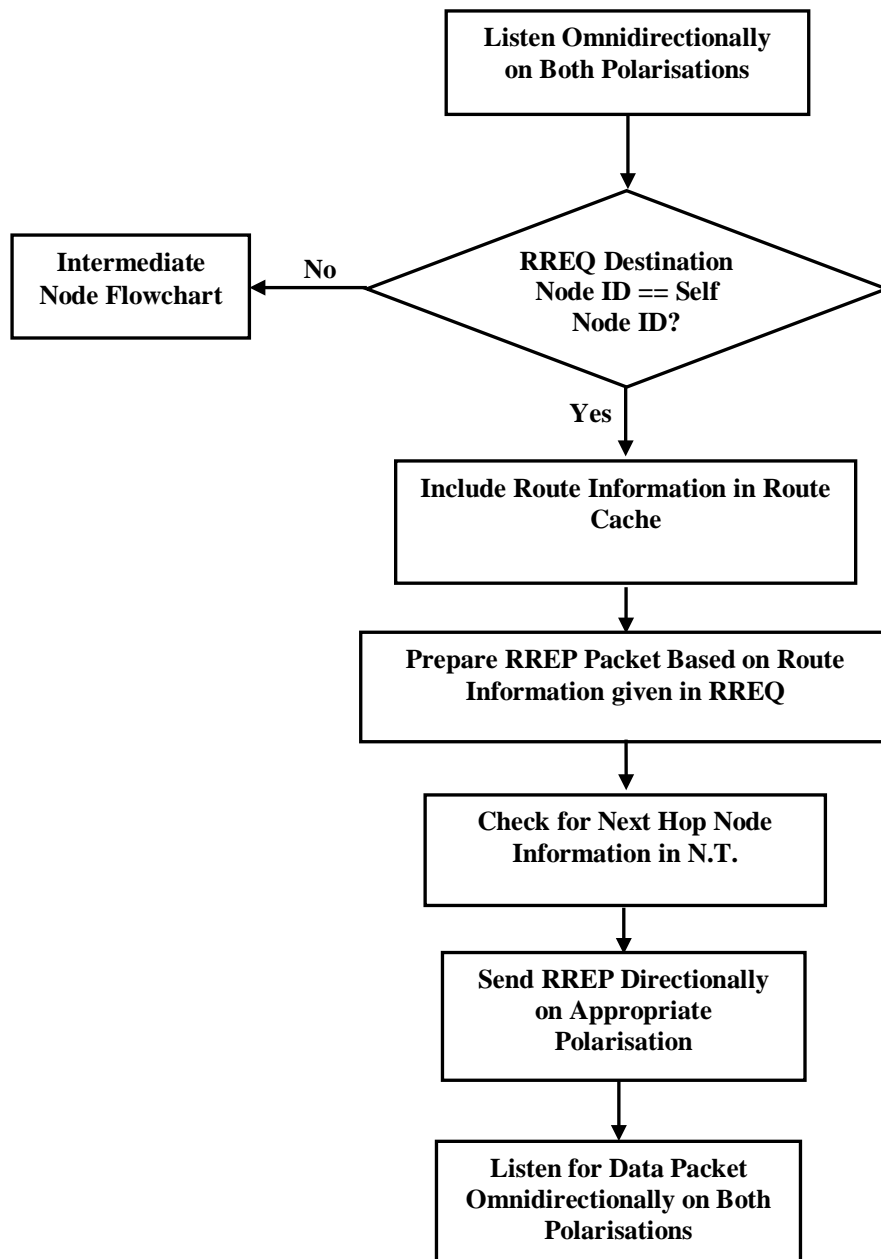 Listen Omnidirectionally
on Both Polarisations
RREQ Destination
Node ID == Self
Node ID?
No
Intermediate
Node Flowchart
Yes
Include Route Information in Route
Cache
Prepare RREP Packet Based on Route
Information given in RREQ
Check for Next Hop Node
Information in N.T.
Send RREP Directionally
on Appropriate
Polarisation
Listen for Data Packet
Omnidirectionally on Both
Polarisations